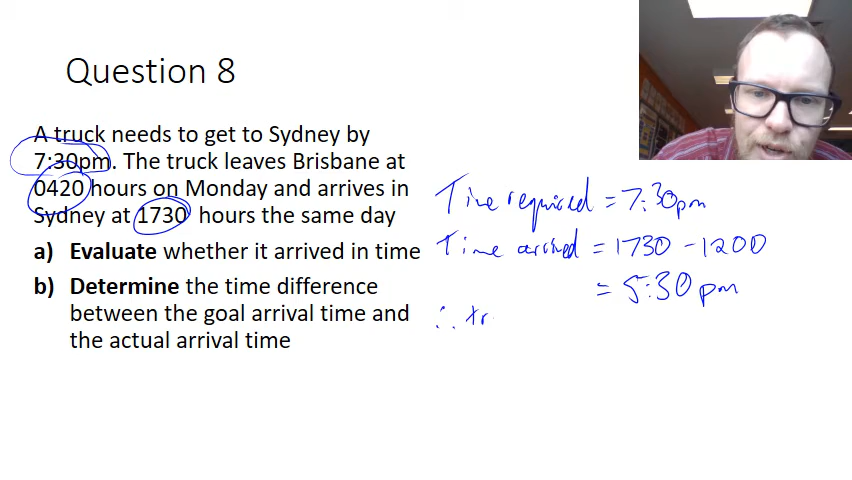 Question 8
A truck needs to get to Sydney by
7:30pm. The truck leaves Brisbane at
0420 hours on Monday and arrives in
Sydney at 1730 hours the same day
a) Evaluate whether it arrived in time
b) Determine the time difference
between the goal arrival time and
the actual arrival time
Time required = 7:30pm
Time arrived = 1730 - 1200
= 5:30 pm
∴ tr